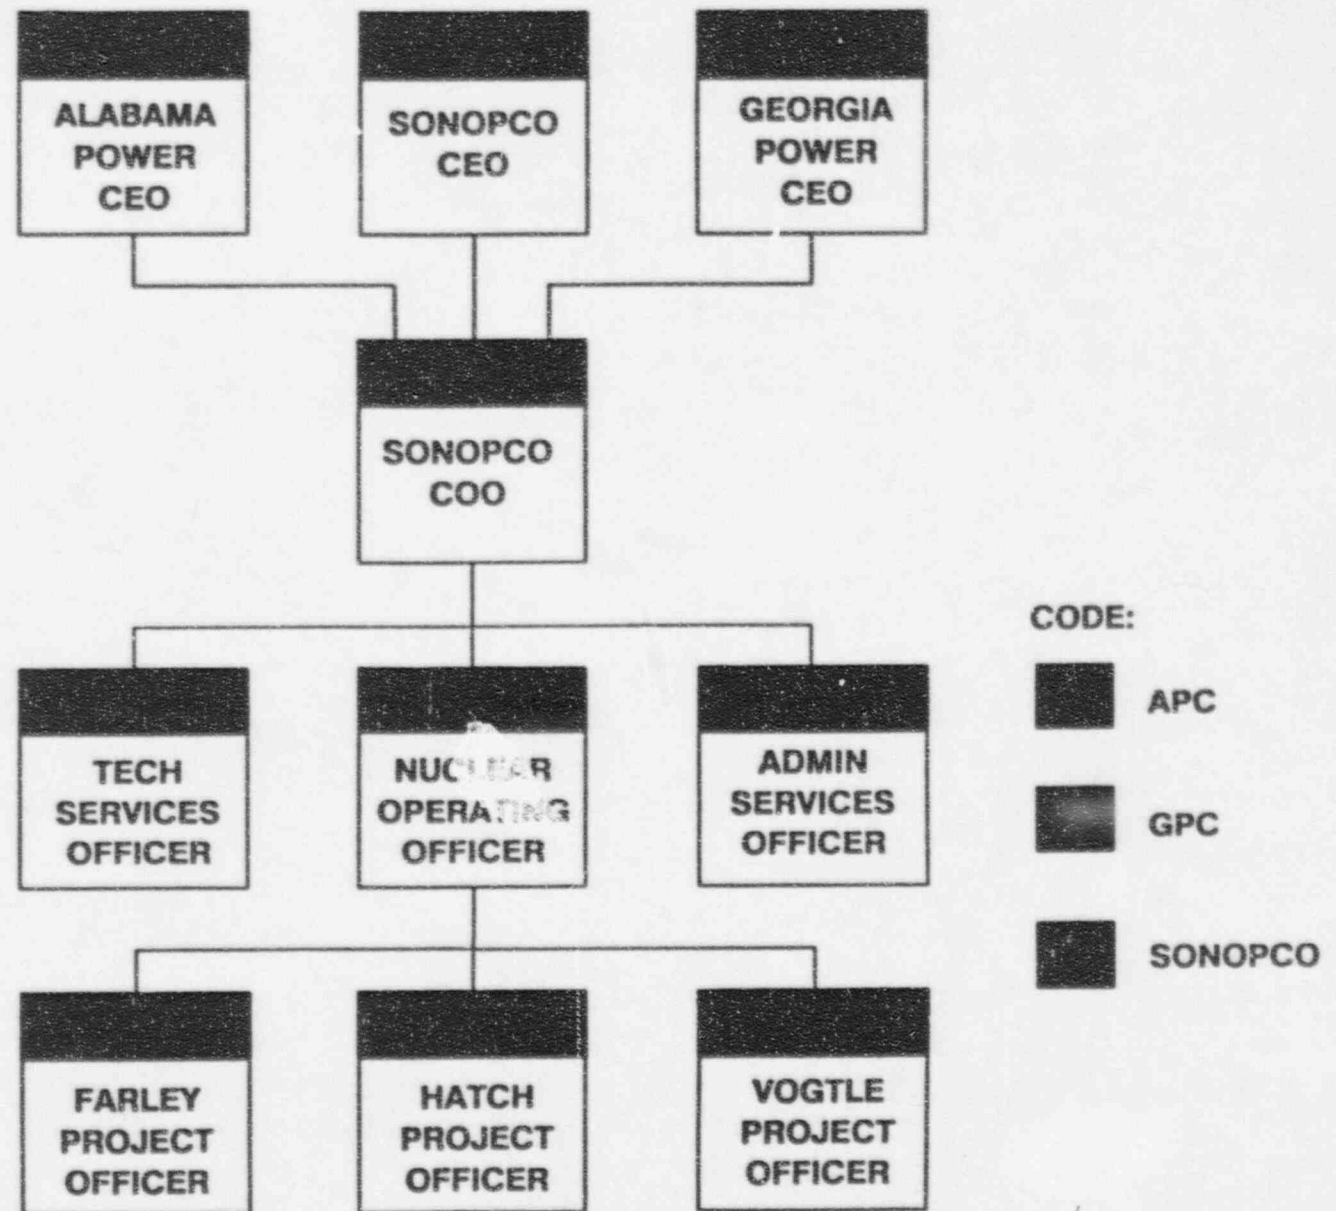 ALABAMA
POWER
CEO
SONOPCO
CEO
GEORGIA
POWER
CEO
SONOPCO
COO
CODE:
APC
GPC
SONOPCO
TECH
SERVICES
OFFICER
NUCLEAR
OPERATING
OFFICER
ADMIN
SERVICES
OFFICER
FARLEY
PROJECT
OFFICER
HATCH
PROJECT
OFFICER
VOGTLE
PROJECT
OFFICER